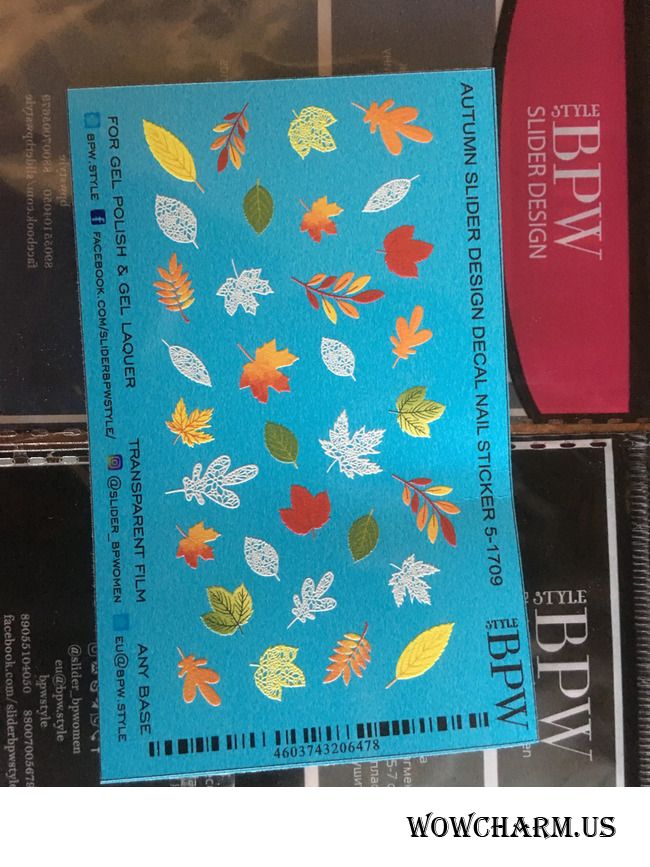 AUTUMN SLIDER DESIGN DECAL NAIL STICKER 5-1709
STYLE
BPW
FOR GEL POLISH & GEL LAQUER TRANSPARENT FILM ANY BASE
BPW.STYLE FACEBOOK.COM/SLIDERBPWSTYLE/ @SLIDER_BPWOMEN EU@BPW.STYLE
4603743206478
STYLE
BPW
SLIDER DESIGN
STYLE
BPW
@slider_bpwomen
eu@bpw.style
bpwstyle
facebook.com/sliderbpwstyle
WOWCHARM.US